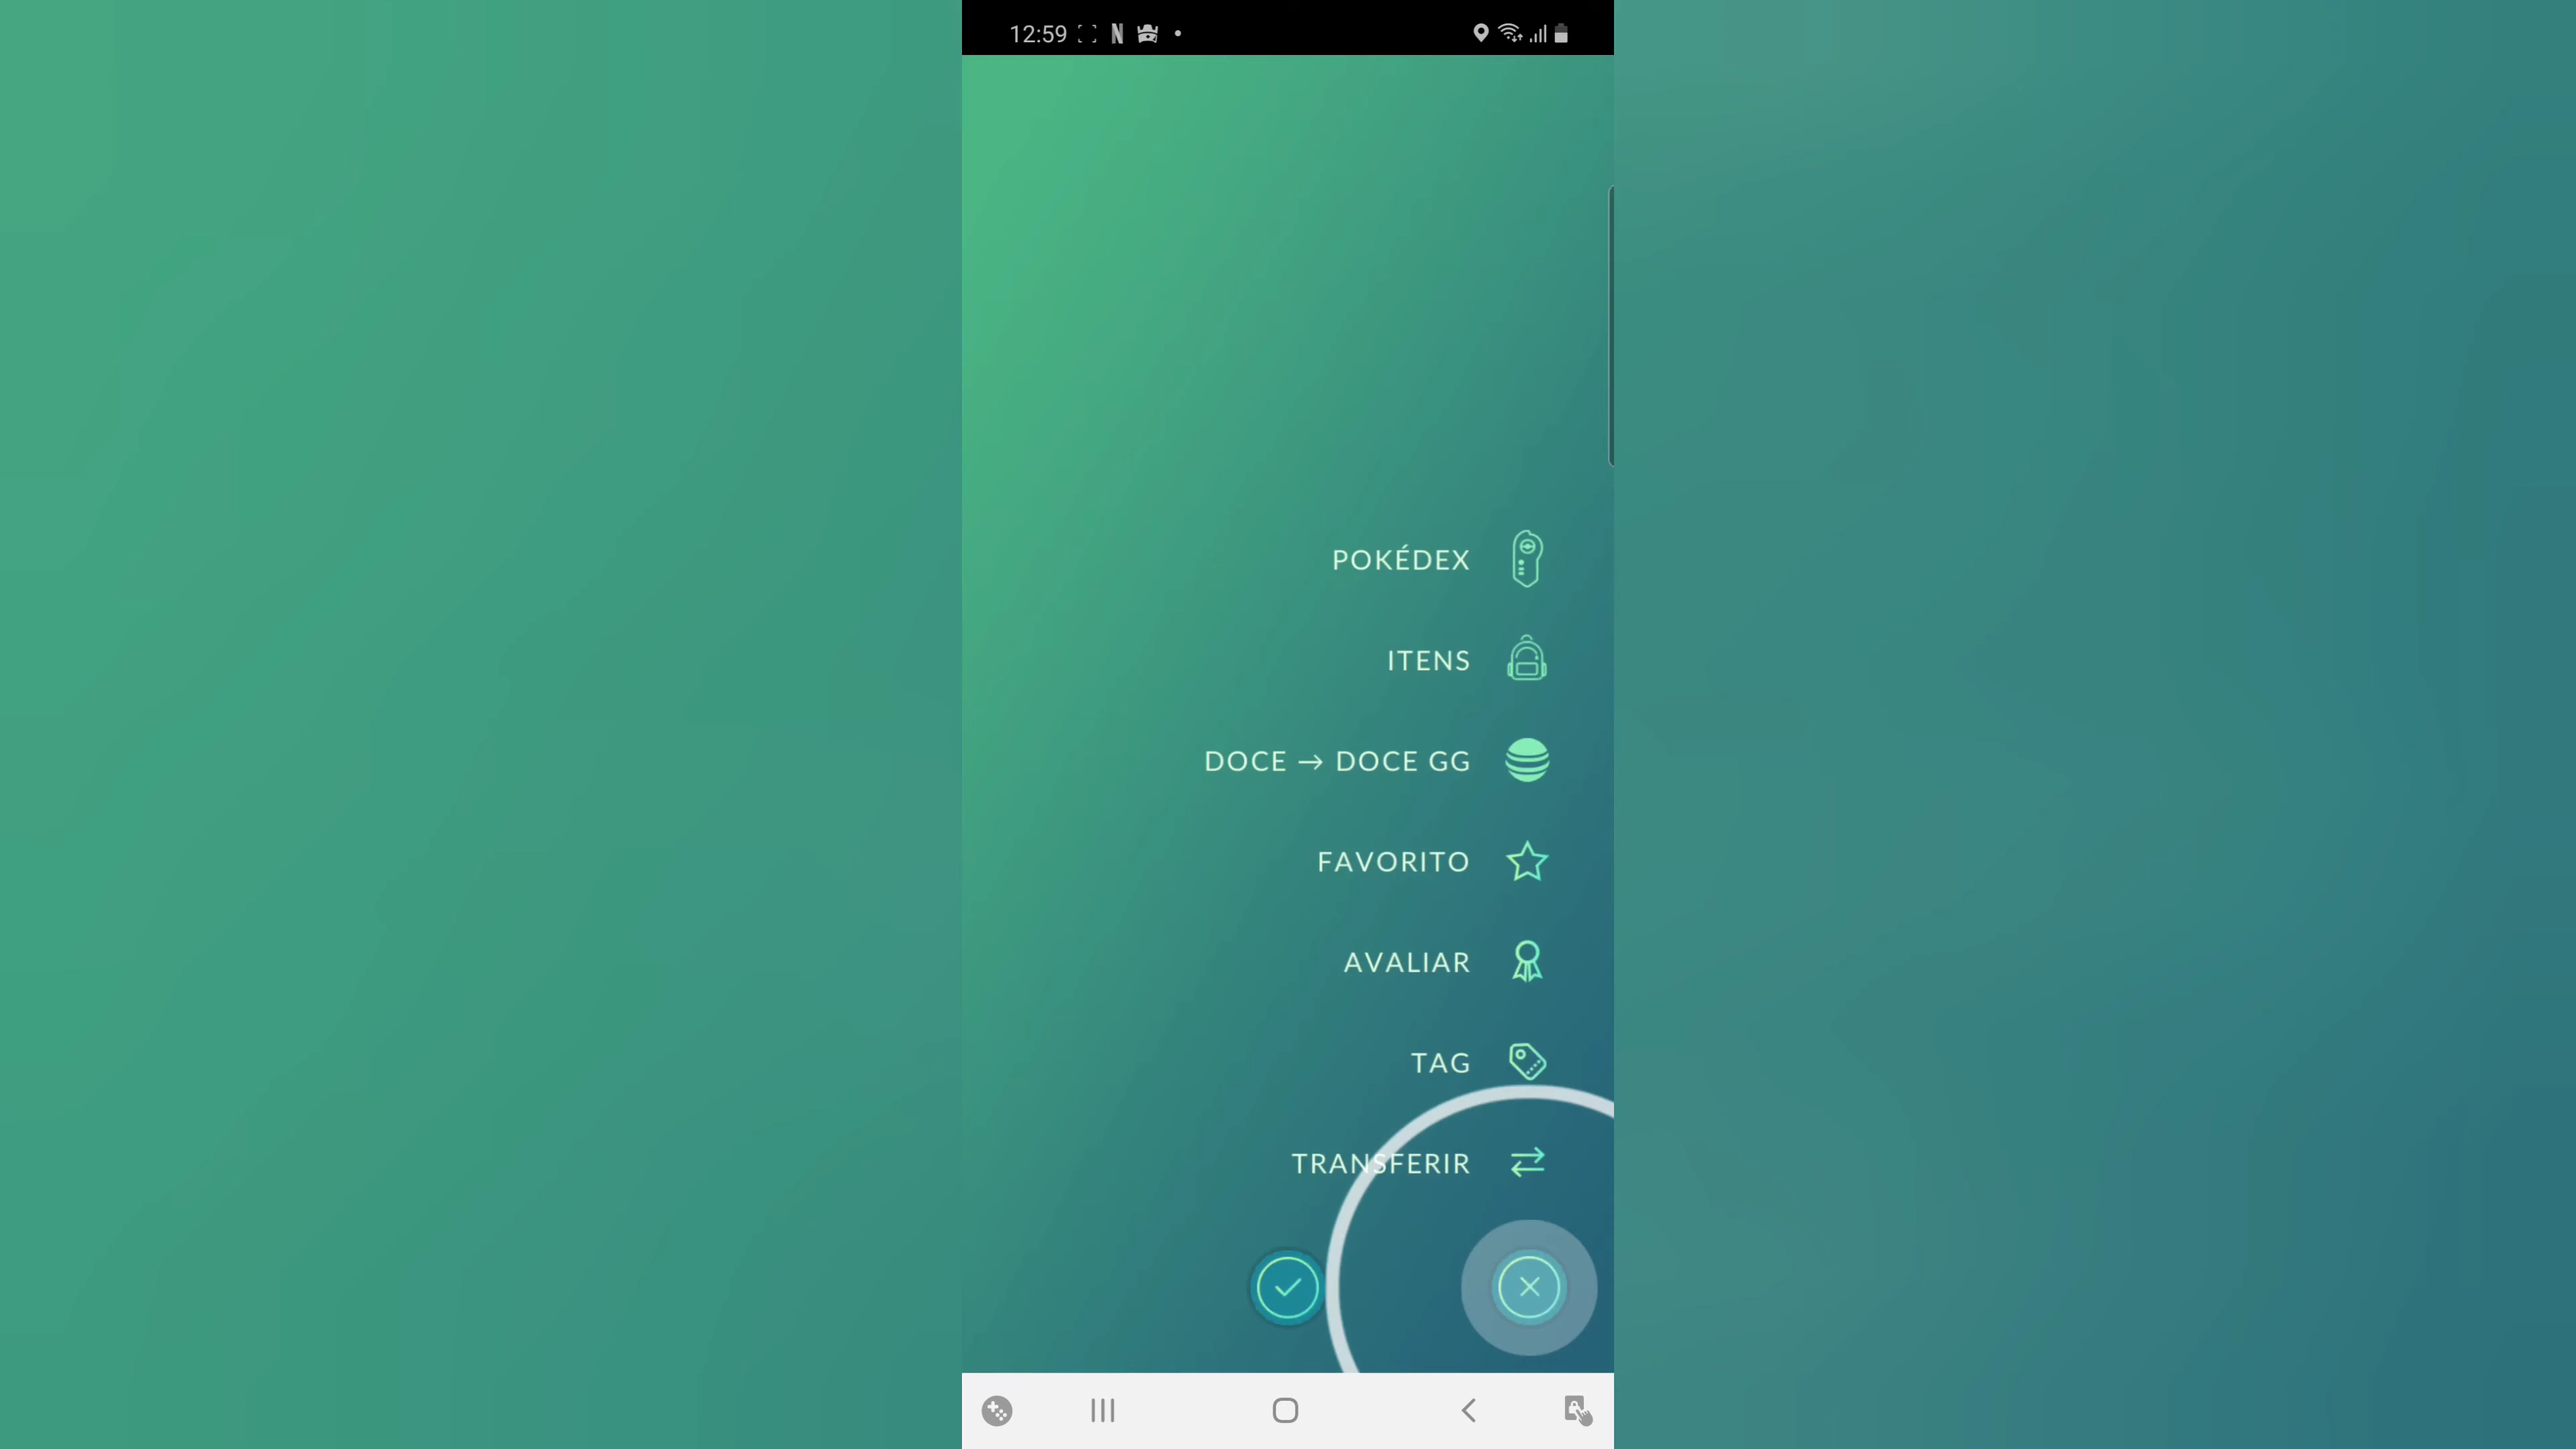 12:59
POKÉDEX
ITENS
DOCE → DOCE GG
FAVORITO
AVALIAR
TAG
TRANSFERIR